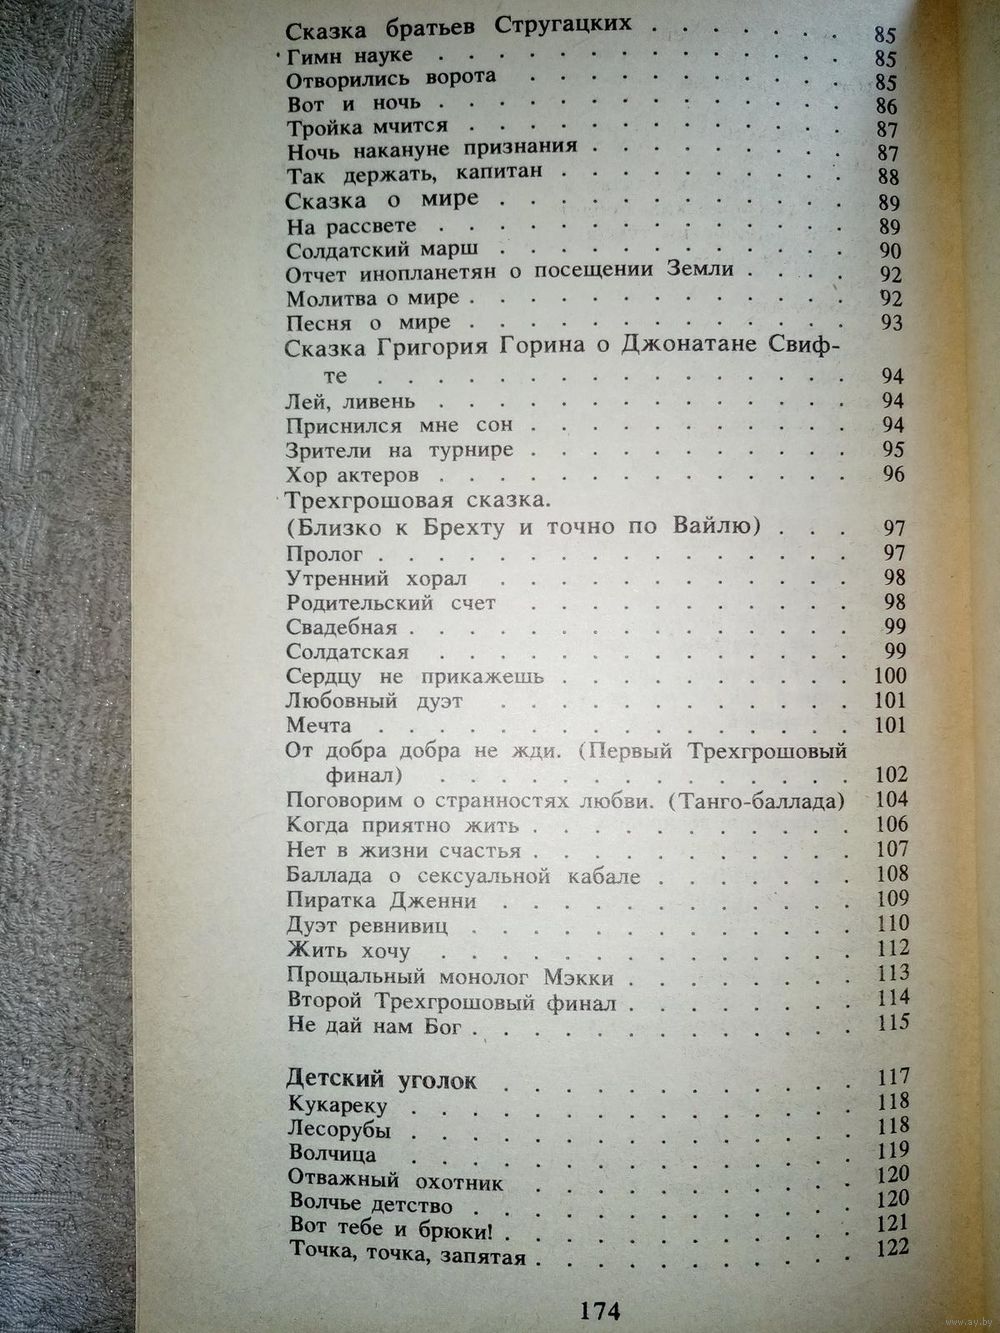 Сказка братьев Стругацких . . . . . . . 85
Гимн науке . . . . . . . . . . . . . . 85
Отворились ворота . . . . . . . . . . . 85
Вот и ночь . . . . . . . . . . . . . . 86
Тройка мчится . . . . . . . . . . . . . 87
Ночь накануне признания . . . . . . . . . 87
Так держать, капитан . . . . . . . . . . 88
Сказка о мире . . . . . . . . . . . . 89
На рассвете . . . . . . . . . . . . . . 89
Солдатский марш . . . . . . . . . . . . 90
Отчет инопланетян о посещении Земли . . . . 92
Молитва о мире . . . . . . . . . . . . . 92
Песня о мире . . . . . . . . . . . . . 93
Сказка Григория Горина о Джонатане Свиф-
те . . . . . . . . . . . . . . . . 94
Лей, ливень . . . . . . . . . . . . . . 94
Приснился мне сон . . . . . . . . . . . 94
Зрители на турнире . . . . . . . . . . . 95
Хор актеров . . . . . . . . . . . . . . 96
Трехгрошовая сказка.
(Близко к Брехту и точно по Вайлю) . . . 97
Пролог . . . . . . . . . . . . . . . . 97
Утренний хорал . . . . . . . . . . . . 98
Родительский счет . . . . . . . . . . . 98
Свадебная . . . . . . . . . . . . . . . 99
Солдатская . . . . . . . . . . . . . . 99
Сердцу не прикажешь . . . . . . . . . . 100
Любовный дуэт . . . . . . . . . . . . 101
Мечта . . . . . . . . . . . . . . . . 101
От добра добра не жди. (Первый Трехгрошовый
финал) . . . . . . . . . . . . . . 102
Поговорим о странностях любви. (Танго-баллада) 104
Когда приятно жить . . . . . . . . . . . 106
Нет в жизни счастья . . . . . . . . . . . 107
Баллада о сексуальной кабале . . . . . . . 108
Пиратка Дженни . . . . . . . . . . . . 109
Дуэт ревнивиц . . . . . . . . . . . . . 110
Жить хочу . . . . . . . . . . . . . . 112
Прощальный монолог Мэкки . . . . . . . . 113
Второй Трехгрошовый финал . . . . . . . . 114
Не дай нам Бог . . . . . . . . . . . . . 115
Детский уголок . . . . . . . . . . . . 117
Кукареку . . . . . . . . . . . . . . . 118
Лесорубы . . . . . . . . . . . . . . . 118
Волчица . . . . . . . . . . . . . . . 119
Отважный охотник . . . . . . . . . . . 120
Волчье детство . . . . . . . . . . . . . 120
Вот тебе и брюки! . . . . . . . . . . . . 121
Точка, точка, запятая . . . . . . . . . . . 122
174
www.ay.by